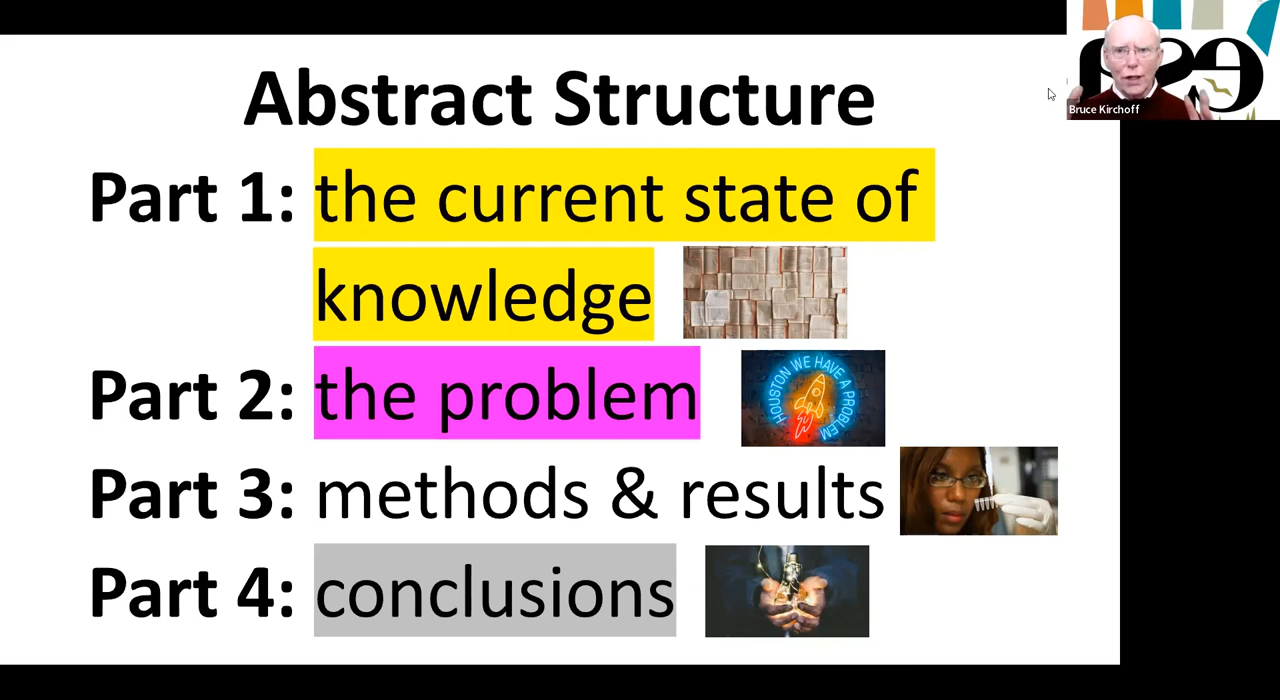 Abstract Structure
Part 1: the current state of
knowledge
Part 2: the problem
HOUSTON WE HAVE A PROBLEM
Part 3: methods & results
Part 4: conclusions
Bruce Kirchoff